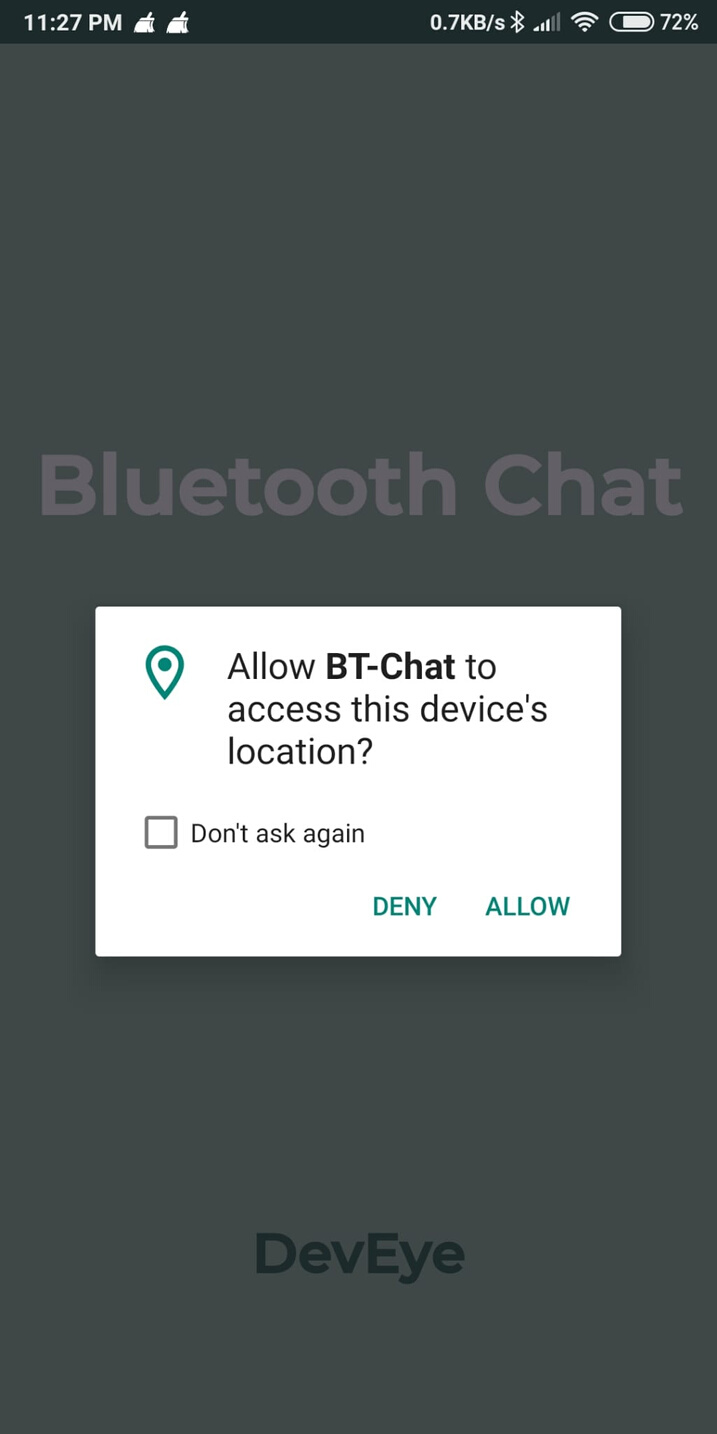 11:27 PM 0.7KB/s 72%
Bluetooth Chat
Allow BT-Chat to
access this device's
location?
Don't ask again
DENY ALLOW
DevEye